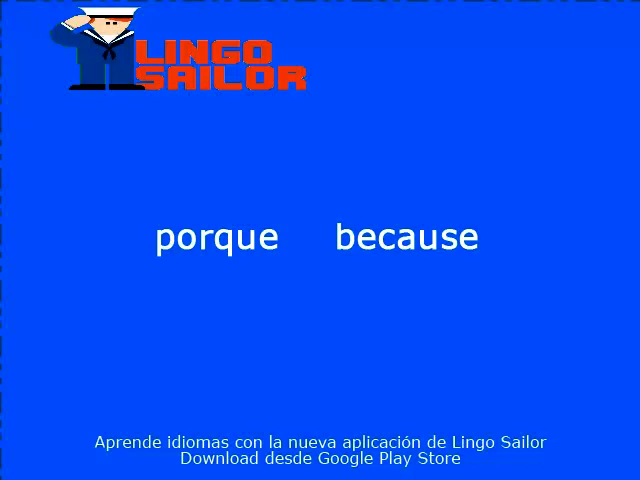 LINGO
SAILOR
porque because
Aprende idiomas con la nueva aplicación de Lingo Sailor
Download desde Google Play Store